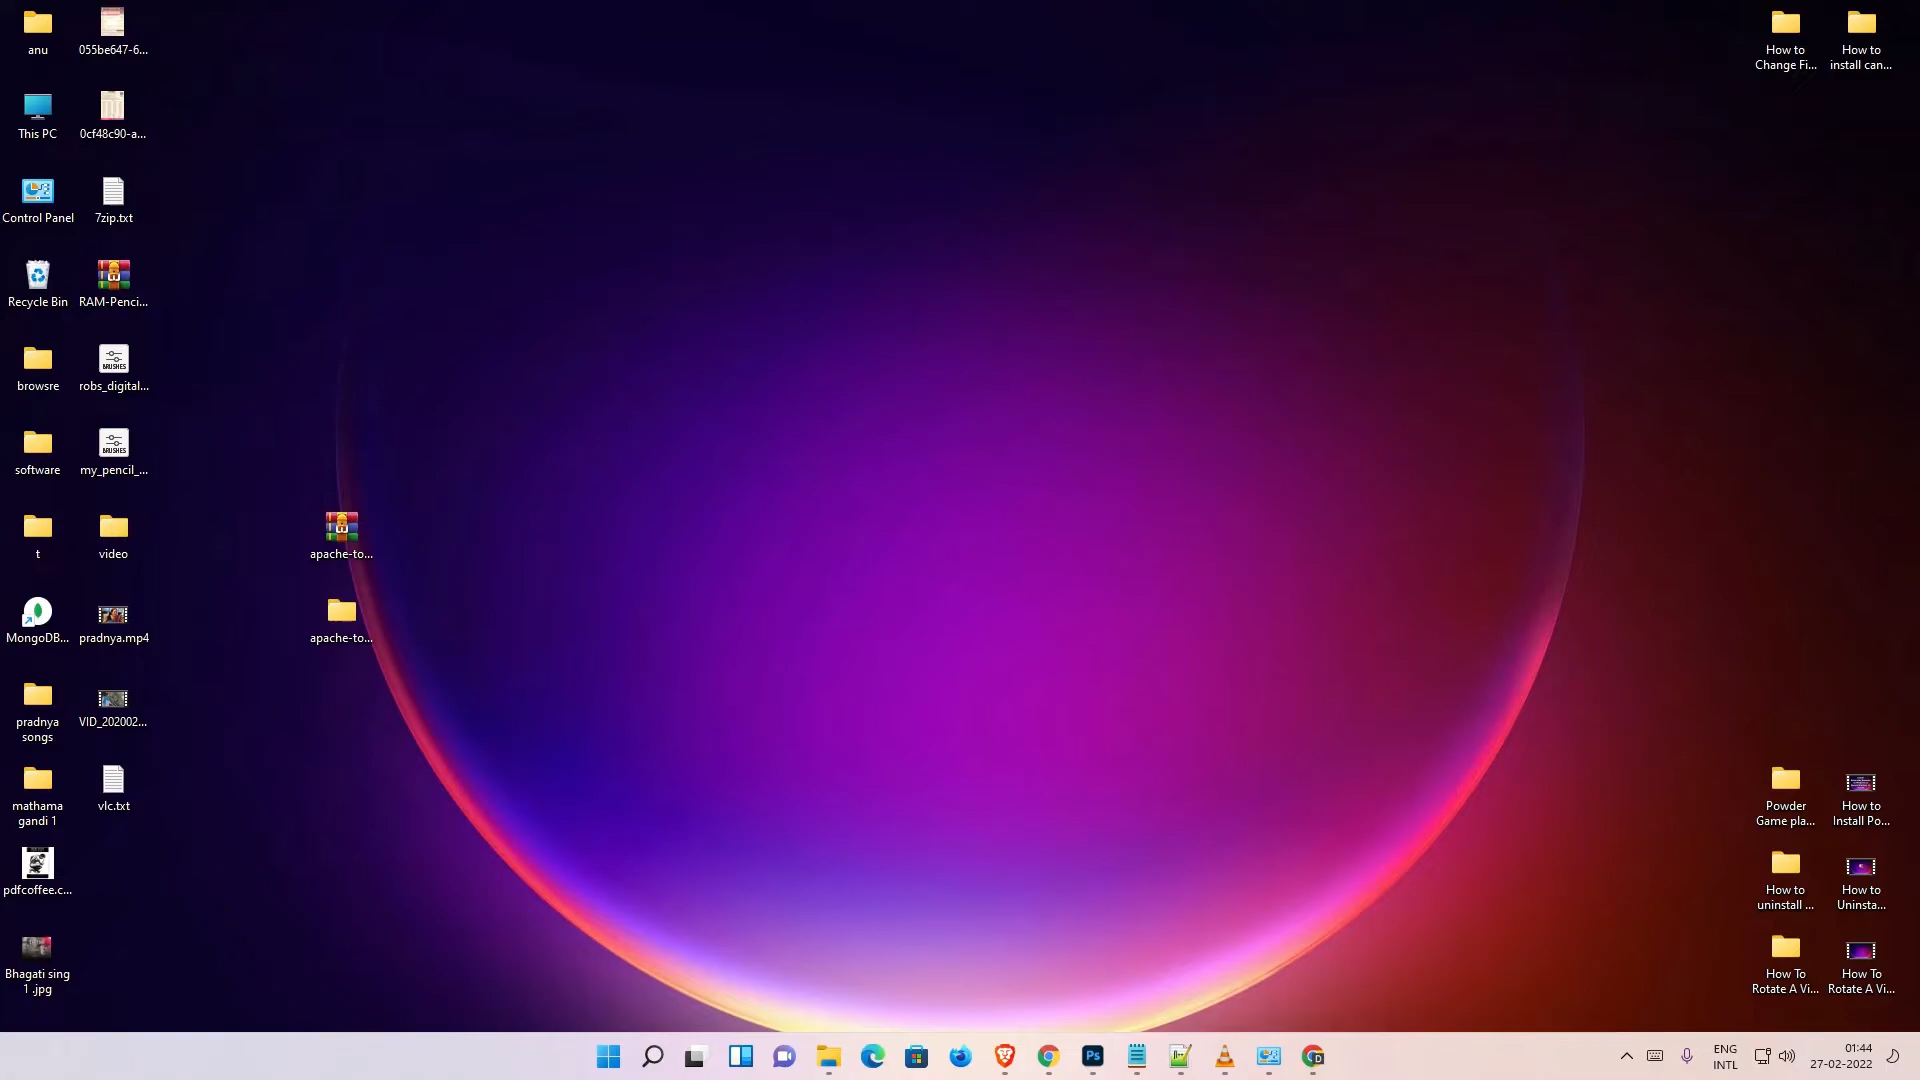 anu
055be647-6...
This PC
0cf48c90-a...
Control Panel
7zip.txt
Recycle Bin
RAM-Penci...
browsre
BRUSHES
robs_digital...
software
BRUSHES
my_pencil_...
t
video
MongoDB...
pradnya.mp4
pradnya
songs
VID_202002...
mathama
gandi 1
vlc.txt
pdfcoffee.c...
Bhagati sing
1 .jpg
apache-to...
apache-to...
How to
Change Fi...
How to
install can...
Powder
Game pla...
How to
Install Po...
How to
uninstall ...
How to
Uninsta...
How To
Rotate A Vi...
How To
Rotate A Vi...
Ps
D
ENG
INTL
01:44
27-02-2022